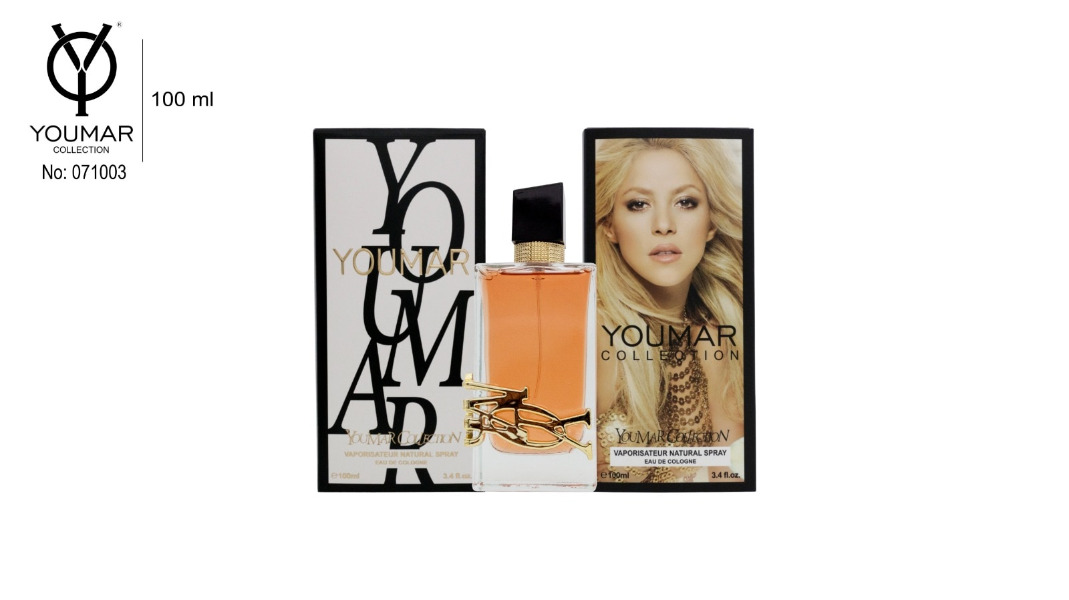 ®
YOUMAR
COLLECTION
No: 071003
100 ml
YOUMAR
YOUMAR
YOUMAR COLLECTION
VAPORISATEUR NATURAL SPRAY
EAU DE COLOGNE
℮100ml 3.4 fl.oz.
YOUMAR
COLLECTION
YOUMAR COLLECTION
VAPORISATEUR NATURAL SPRAY
EAU DE COLOGNE
℮100ml 3.4 fl.oz.